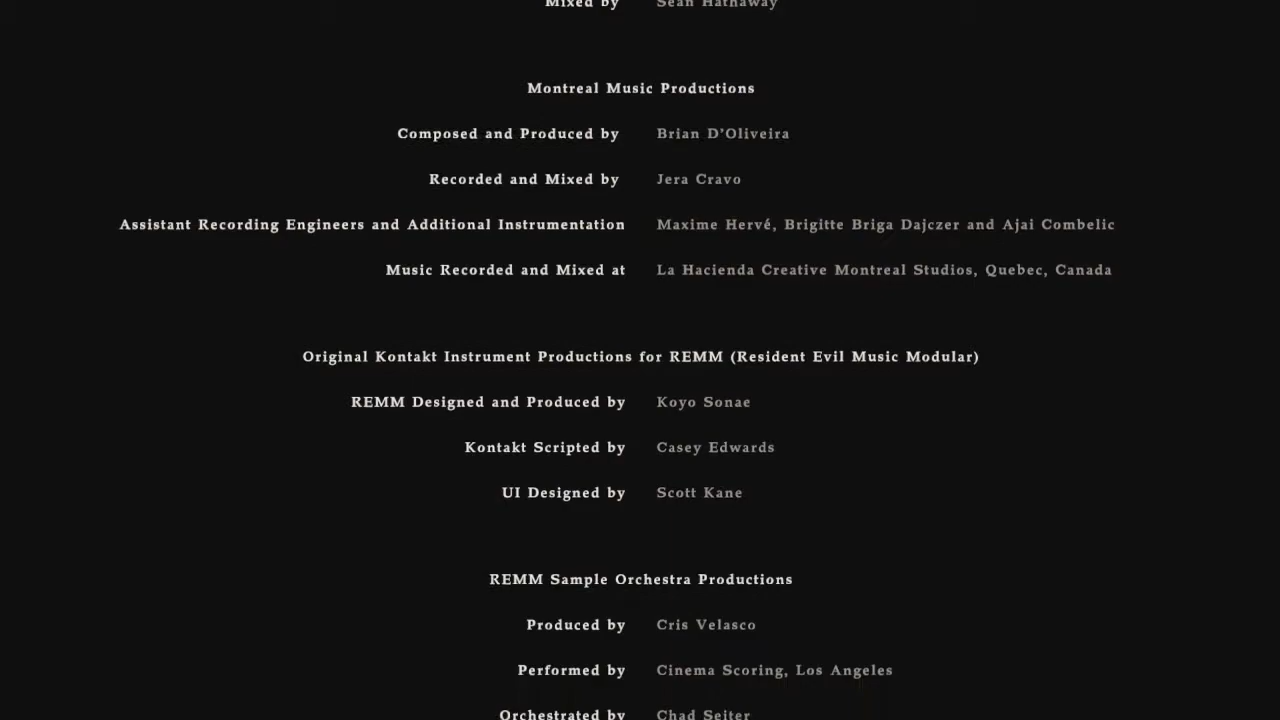 Mixed by Sean Hathaway
Montreal Music Productions
Composed and Produced by Brian D’Oliveira
Recorded and Mixed by Jera Cravo
Assistant Recording Engineers and Additional Instrumentation Maxime Hervé, Brigitte Briga Dajczer and Ajai Combelic
Music Recorded and Mixed at La Hacienda Creative Montreal Studios, Quebec, Canada
Original Kontakt Instrument Productions for REMM (Resident Evil Music Modular)
REMM Designed and Produced by Koyo Sonae
Kontakt Scripted by Casey Edwards
UI Designed by Scott Kane
REMM Sample Orchestra Productions
Produced by Cris Velasco
Performed by Cinema Scoring, Los Angeles
Orchestrated by Chad Seiter